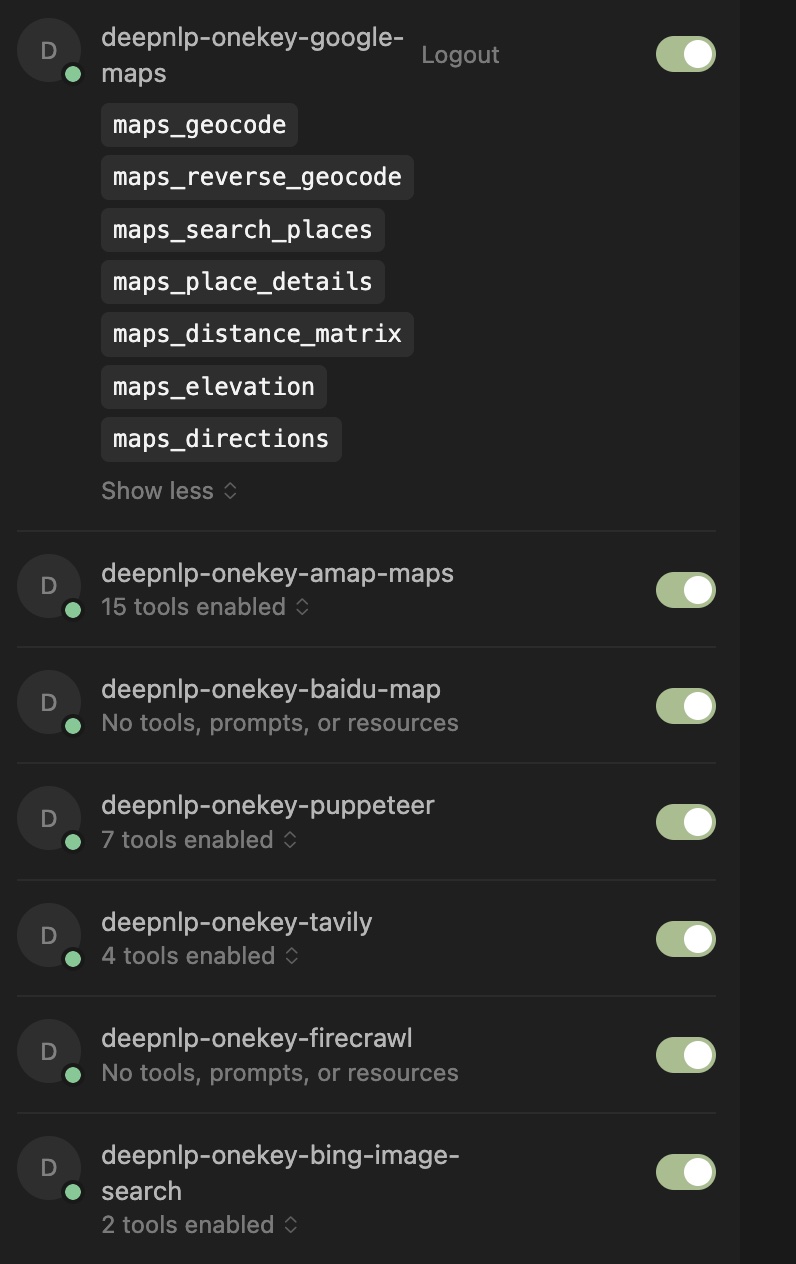 D
deepnlp-onekey-google-
maps
Logout
maps_geocode
maps_reverse_geocode
maps_search_places
maps_place_details
maps_distance_matrix
maps_elevation
maps_directions
Show less
D
deepnlp-onekey-amap-maps
15 tools enabled
D
deepnlp-onekey-baidu-map
No tools, prompts, or resources
D
deepnlp-onekey-puppeteer
7 tools enabled
D
deepnlp-onekey-tavily
4 tools enabled
D
deepnlp-onekey-firecrawl
No tools, prompts, or resources
D
deepnlp-onekey-bing-image-
search
2 tools enabled